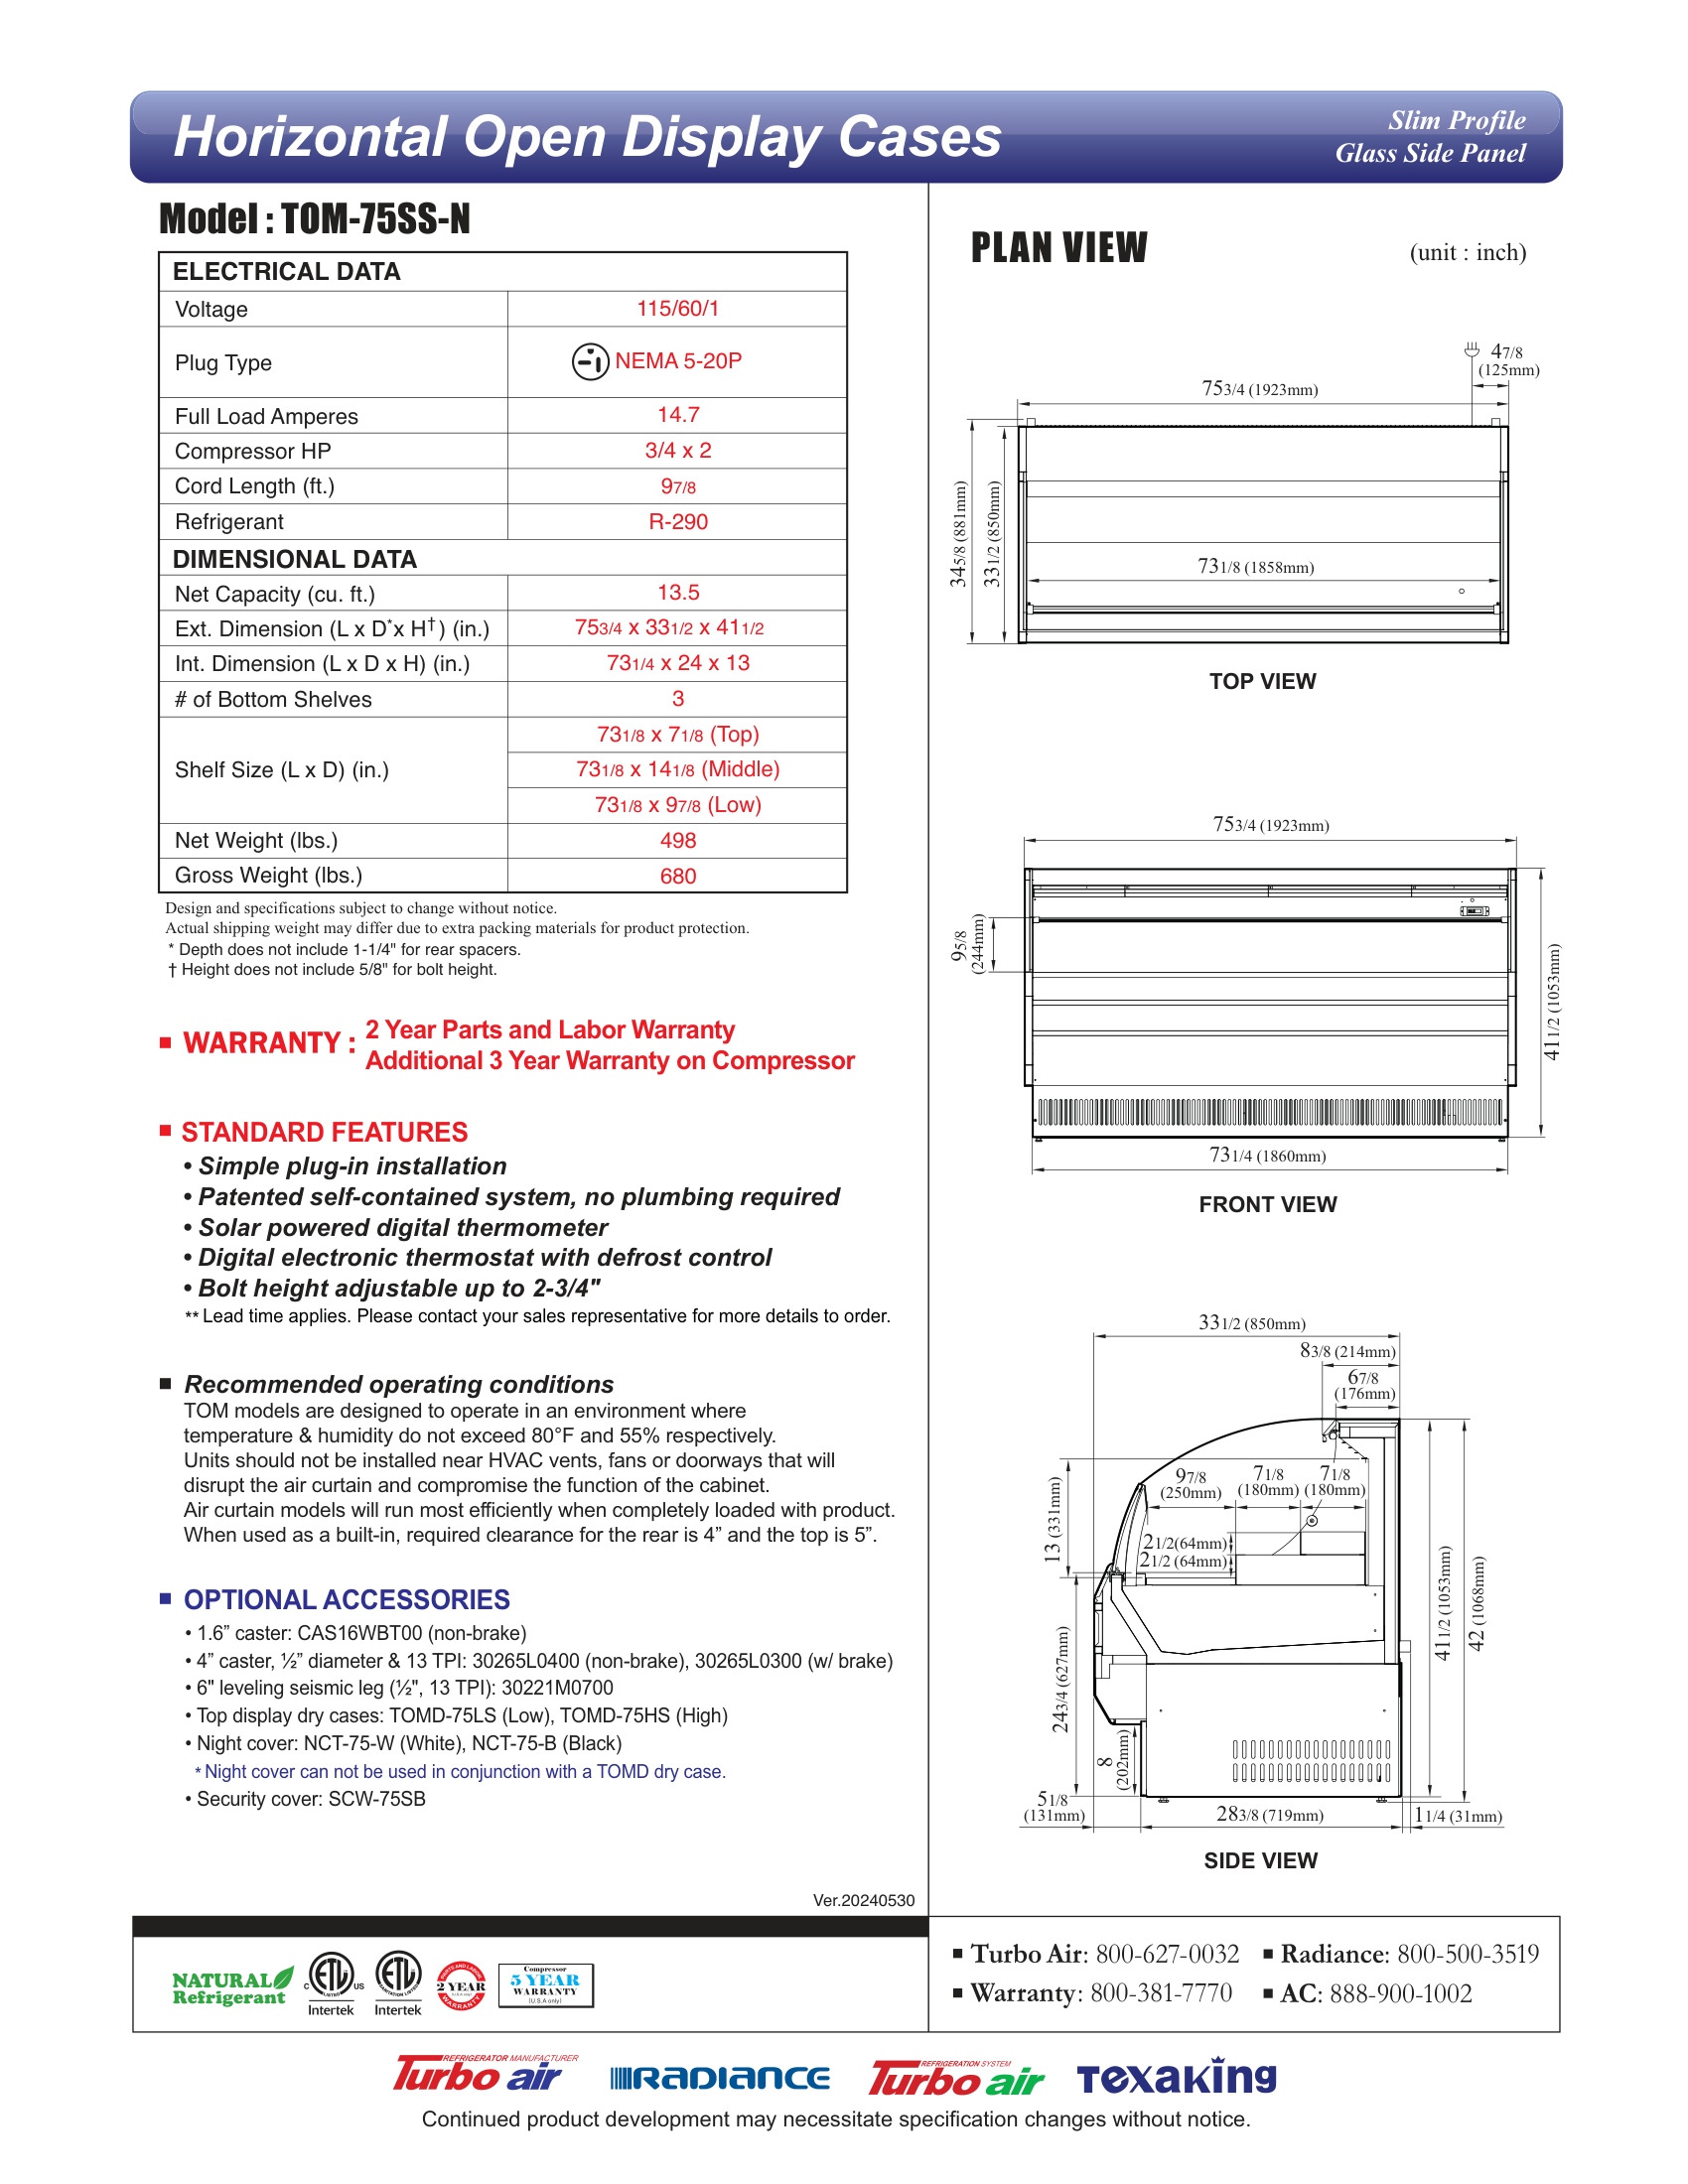 Horizontal Open Display Cases
Slim Profile
Glass Side Panel
Model : TOM-75SS-N
ELECTRICAL DATA
Voltage 115/60/1
Plug Type NEMA 5-20P
Full Load Amperes 14.7
Compressor HP 3/4 x 2
Cord Length (ft.) 97/8
Refrigerant R-290
DIMENSIONAL DATA
Net Capacity (cu. ft.) 13.5
Ext. Dimension (L x D* x H†) (in.) 753/4 x 331/2 x 411/2
Int. Dimension (L x D x H) (in.) 731/4 x 24 x 13
# of Bottom Shelves 3
Shelf Size (L x D) (in.)
731/8 x 71/8 (Top)
731/8 x 141/8 (Middle)
731/8 x 97/8 (Low)
Net Weight (lbs.) 498
Gross Weight (lbs.) 680
Design and specifications subject to change without notice.
Actual shipping weight may differ due to extra packing materials for product protection.
* Depth does not include 1-1/4" for rear spacers.
† Height does not include 5/8" for bolt height.
WARRANTY :
2 Year Parts and Labor Warranty
Additional 3 Year Warranty on Compressor
STANDARD FEATURES
• Simple plug-in installation
• Patented self-contained system, no plumbing required
• Solar powered digital thermometer
• Digital electronic thermostat with defrost control
• Bolt height adjustable up to 2-3/4"
** Lead time applies. Please contact your sales representative for more details to order.
Recommended operating conditions
TOM models are designed to operate in an environment where
temperature & humidity do not exceed 80°F and 55% respectively.
Units should not be installed near HVAC vents, fans or doorways that will
disrupt the air curtain and compromise the function of the cabinet.
Air curtain models will run most efficiently when completely loaded with product.
When used as a built-in, required clearance for the rear is 4” and the top is 5”.
OPTIONAL ACCESSORIES
• 1.6” caster: CAS16WBT00 (non-brake)
• 4” caster, ½” diameter & 13 TPI: 30265L0400 (non-brake), 30265L0300 (w/ brake)
• 6" leveling seismic leg (½", 13 TPI): 30221M0700
• Top display dry cases: TOMD-75LS (Low), TOMD-75HS (High)
• Night cover: NCT-75-W (White), NCT-75-B (Black)
* Night cover can not be used in conjunction with a TOMD dry case.
• Security cover: SCW-75SB
Ver.20240530
PLAN VIEW
(unit : inch)
47/8
(125mm)
753/4 (1923mm)
345/8 (881mm)
331/2 (850mm)
731/8 (1858mm)
TOP VIEW
753/4 (1923mm)
95/8
(244mm)
411/2 (1053mm)
731/4 (1860mm)
FRONT VIEW
331/2 (850mm)
83/8 (214mm)
67/8
(176mm)
97/8
(250mm)
71/8
(180mm)
71/8
(180mm)
13 (331mm)
21/2(64mm)
21/2 (64mm)
411/2 (1053mm)
42 (1068mm)
243/4 (627mm)
8
(202mm)
51/8
(131mm)
283/8 (719mm)
11/4 (31mm)
SIDE VIEW
NATURAL
Refrigerant
C ETL US
LISTED
Intertek
ETL
SANITATION LISTED
Intertek
PARTS AND LABOR
2 YEAR
WARRANTY
Compressor
5 YEAR
WARRANTY
(U.S.A only)
Turbo Air: 800-627-0032
Radiance: 800-500-3519
Warranty: 800-381-7770
AC: 888-900-1002
REFRIGERATOR MANUFACTURER
Turbo air
RADIANCE
REFRIGERATION SYSTEM
Turbo air
Texaking
Continued product development may necessitate specification changes without notice.